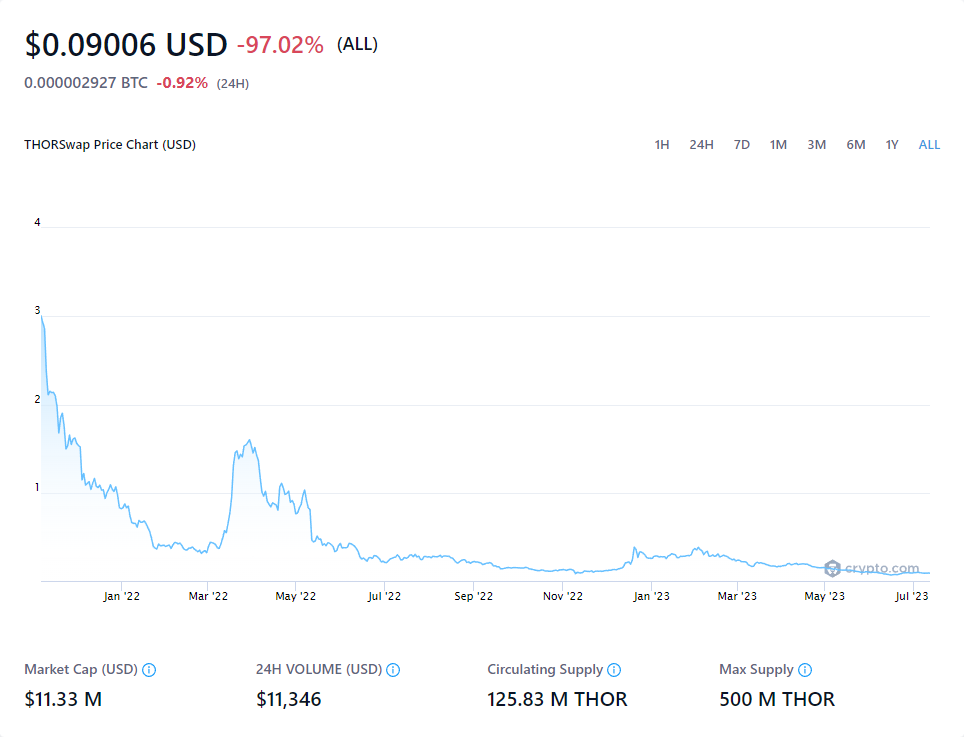 $0.09006 USD -97.02% (ALL)
0.000002927 BTC -0.92% (24H)
THORSwap Price Chart (USD) 1H 24H 7D 1M 3M 6M 1Y ALL
4
3
2
1
crypto.com
Jan '22 Mar '22 May '22 Jul '22 Sep '22 Nov '22 Jan '23 Mar '23 May '23 Jul '23
Market Cap (USD) 24H VOLUME (USD) Circulating Supply Max Supply
$11.33 M $11,346 125.83 M THOR 500 M THOR